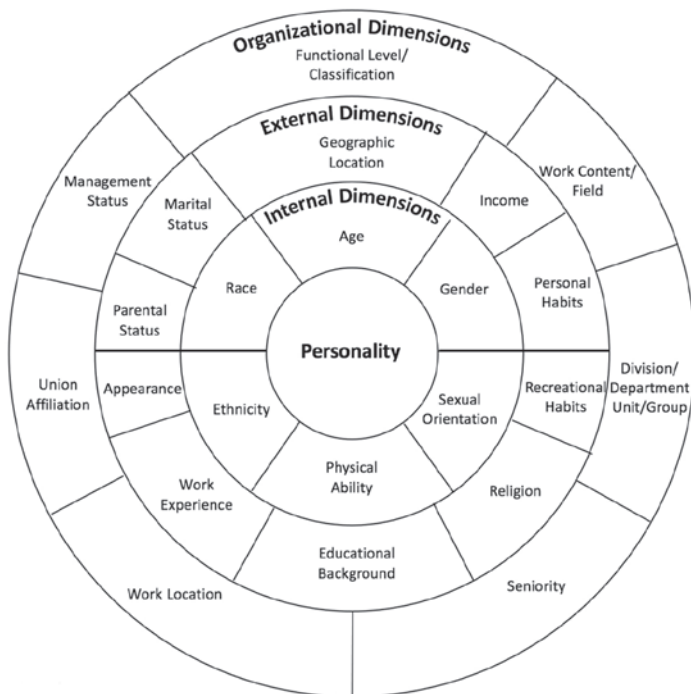 Organizational Dimensions
Functional Level/
Classification
External Dimensions
Geographic
Location
Internal Dimensions
Age
Management
Status
Marital
Status
Income
Work Content/
Field
Race
Gender
Personal
Habits
Parental
Status
Personality
Union
Affiliation
Appearance
Ethnicity
Sexual
Orientation
Recreational
Habits
Division/
Department
Unit/Group
Work
Experience
Physical
Ability
Religion
Educational
Background
Work Location
Seniority